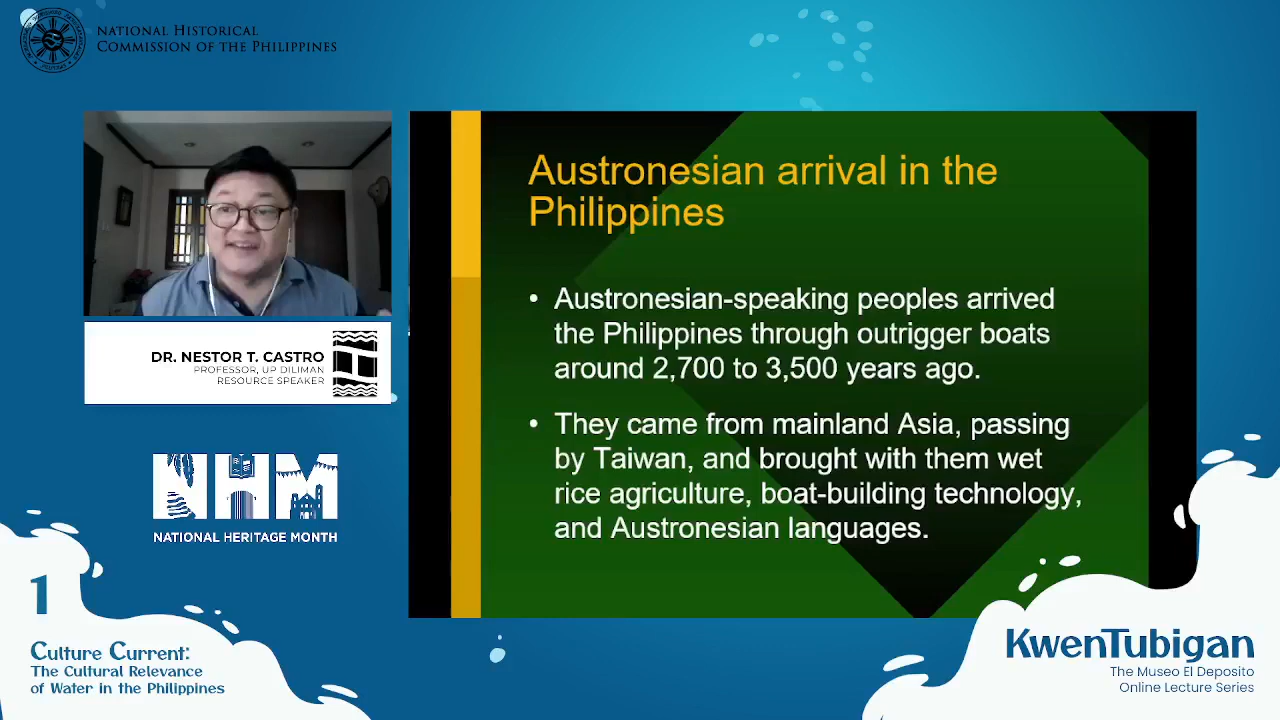 NATIONAL HISTORICAL
COMMISSION OF THE PHILIPPINES
Austronesian arrival in the
Philippines
• Austronesian-speaking peoples arrived
the Philippines through outrigger boats
around 2,700 to 3,500 years ago.
• They came from mainland Asia, passing
by Taiwan, and brought with them wet
rice agriculture, boat-building technology,
and Austronesian languages.
DR. NESTOR T. CASTRO
PROFESSOR, UP DILIMAN
RESOURCE SPEAKER
NHM
NATIONAL HERITAGE MONTH
1
Culture Current:
The Cultural Relevance
of Water in the Philippines
KwenTubigan
The Museo El Deposito
Online Lecture Series